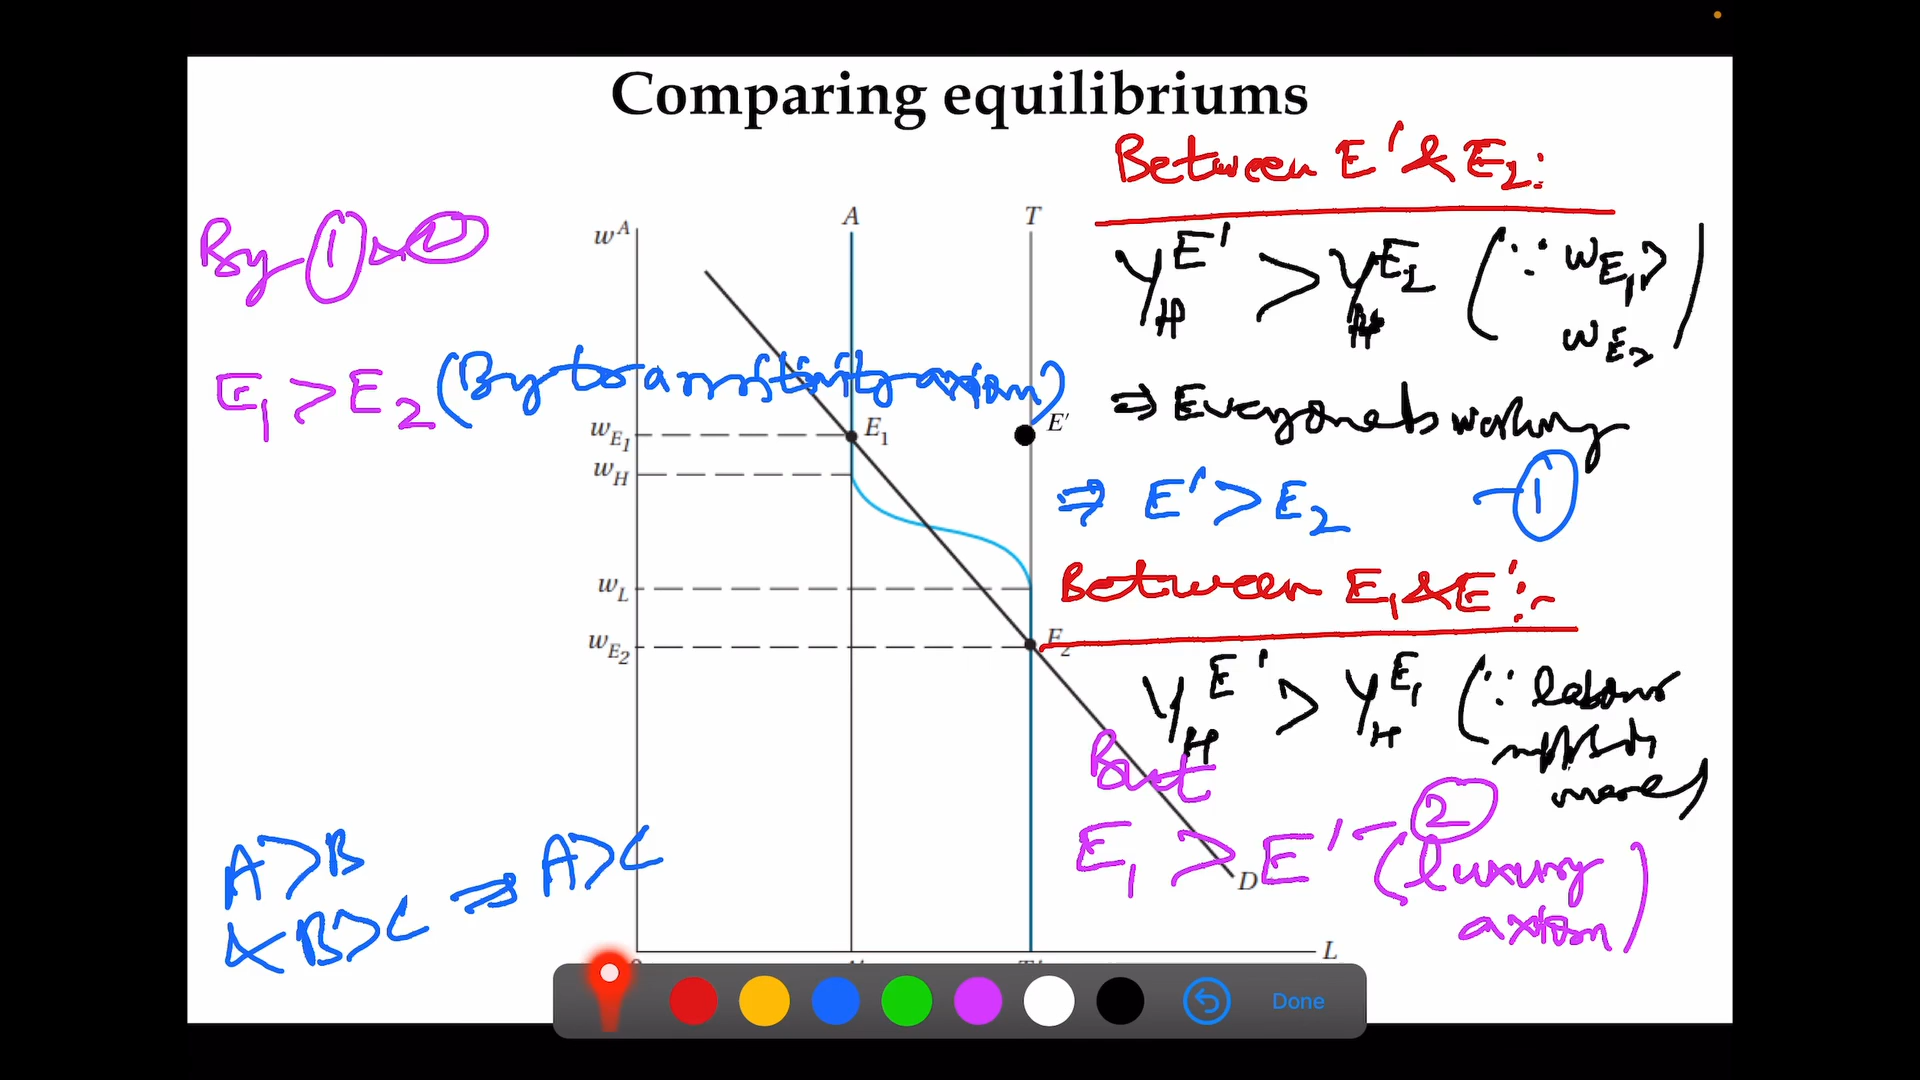 Comparing equilibriums
Between E' & E₂:
By ① & ②
A
T
wᴬ
Y_H^E' > Y_H^E₂ (∵ w_E₁ >
w_E₂)
E₁ > E₂ (By transitivity axiom)
⇒ Everyone is working
w_E₁
E₁
E'
w_H
⇒ E' > E₂ — ①
w_L
Between E₁ & E':-
w_E₂
E₂
Y_H^E' > Y_H^E₁ (∵ labour
more)
But
E₁ > E' — ② (luxury
axiom)
D
A > B
& B > C ⇒ A > C
L
Done